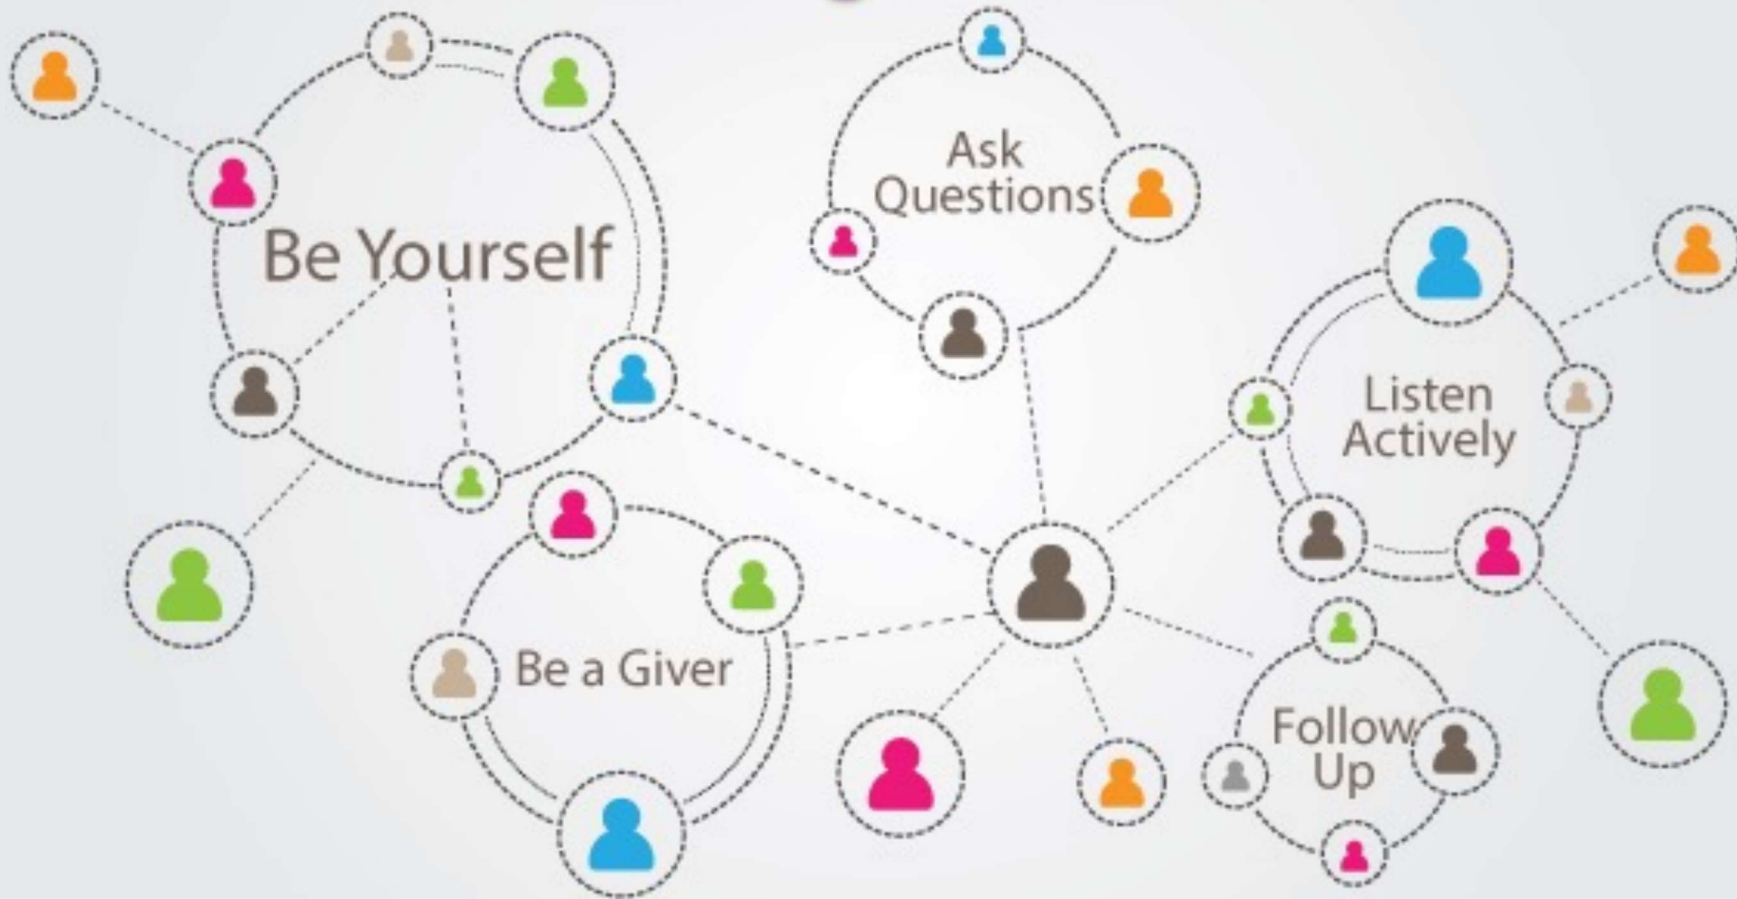 Be Yourself
Ask
Questions
Listen
Actively
Be a Giver
Follow
Up